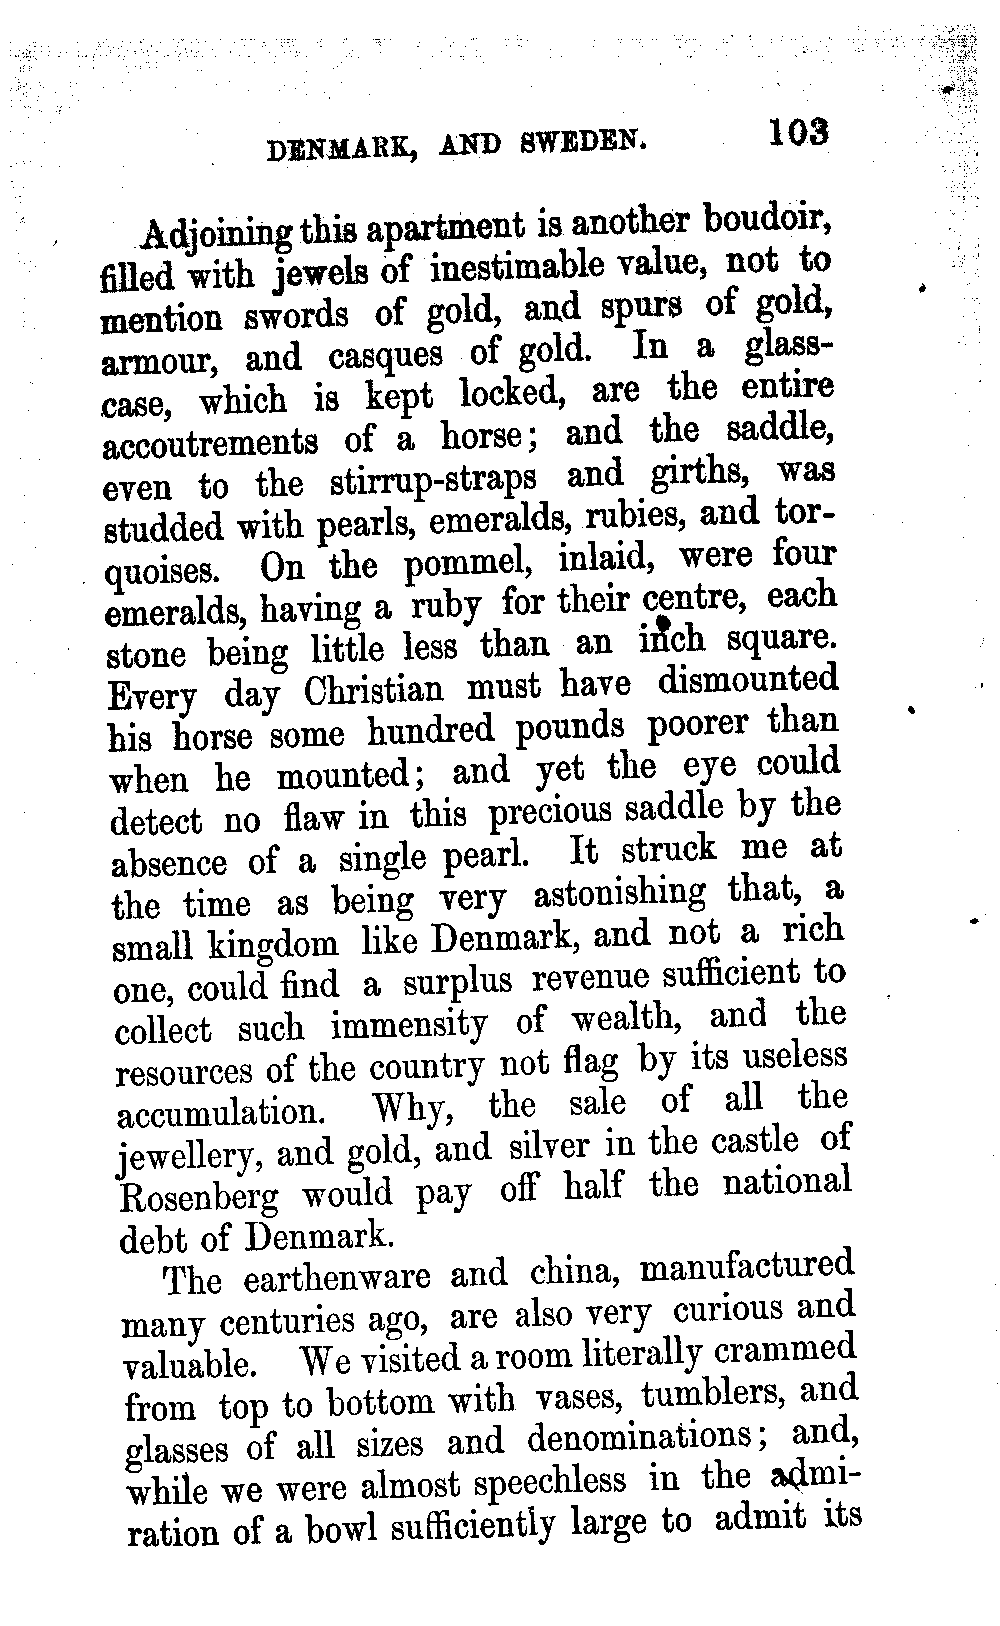 DENMARK, AND SWEDEN. 103
Adjoining this apartment is another boudoir,
filled with jewels of inestimable value, not to
mention swords of gold, and spurs of gold,
armour, and casques of gold. In a glass-
case, which is kept locked, are the entire
accoutrements of a horse; and the saddle,
even to the stirrup-straps and girths, was
studded with pearls, emeralds, rubies, and tor-
quoises. On the pommel, inlaid, were four
emeralds, having a ruby for their centre, each
stone being little less than an inch square.
Every day Christian must have dismounted
his horse some hundred pounds poorer than
when he mounted; and yet the eye could
detect no flaw in this precious saddle by the
absence of a single pearl. It struck me at
the time as being very astonishing that, a
small kingdom like Denmark, and not a rich
one, could find a surplus revenue sufficient to
collect such immensity of wealth, and the
resources of the country not flag by its useless
accumulation. Why, the sale of all the
jewellery, and gold, and silver in the castle of
Rosenberg would pay off half the national
debt of Denmark.
The earthenware and china, manufactured
many centuries ago, are also very curious and
valuable. We visited a room literally crammed
from top to bottom with vases, tumblers, and
glasses of all sizes and denominations; and,
while we were almost speechless in the admi-
ration of a bowl sufficiently large to admit its